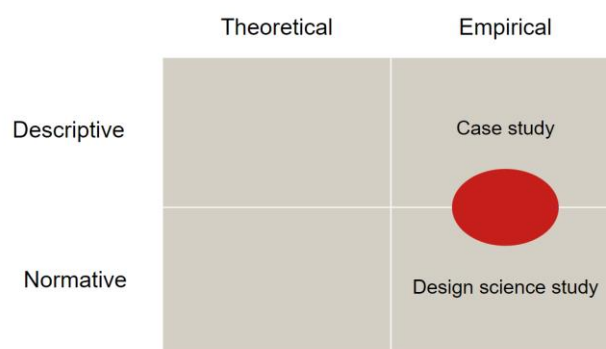 Theoretical Empirical
Descriptive
Case study
Normative
Design science study